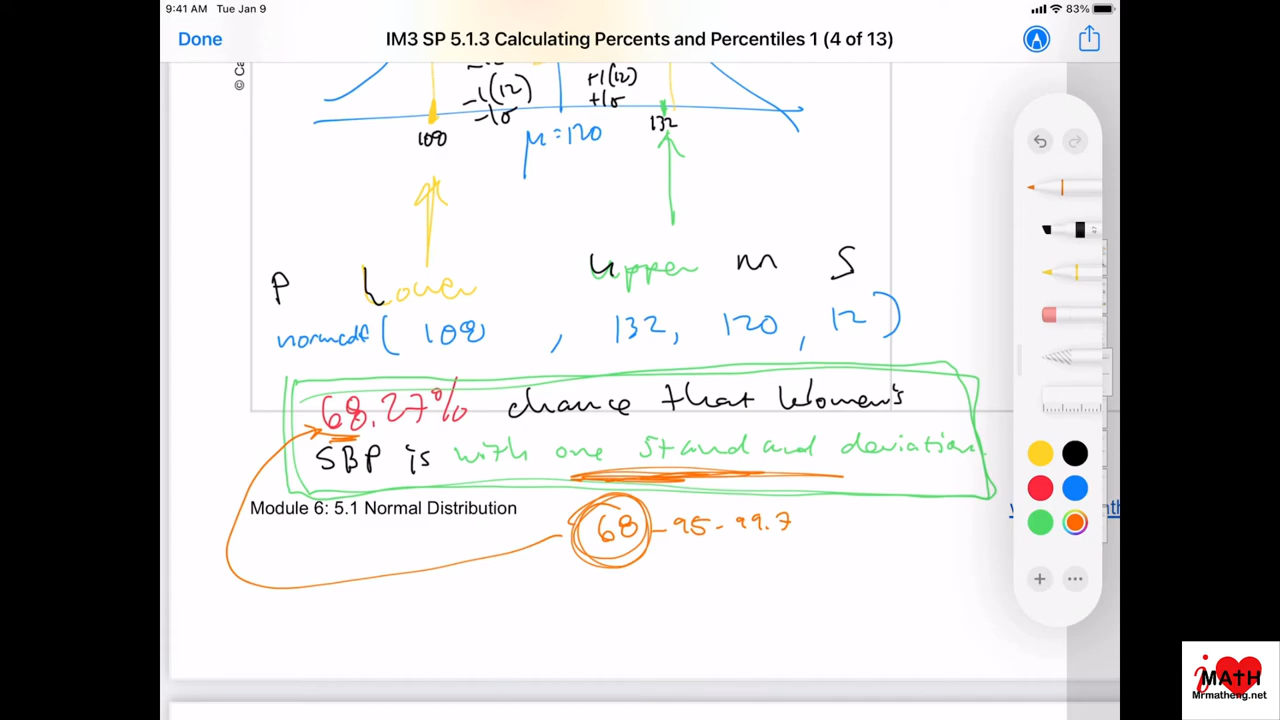 9:41 AM Tue Jan 9
83%
Done
IM3 SP 5.1.3 Calculating Percents and Percentiles 1 (4 of 13)
© Ca
-1(12)
-1σ
+1(12)
+1σ
108
μ=120
132
P Lower Upper m S
normcdf( 108 , 132, 120, 12)
68.27% chance that Women's
SBP is with one Standard deviation.
Module 6: 5.1 Normal Distribution
68-95-99.7
i MATH
Mrmatheng.net